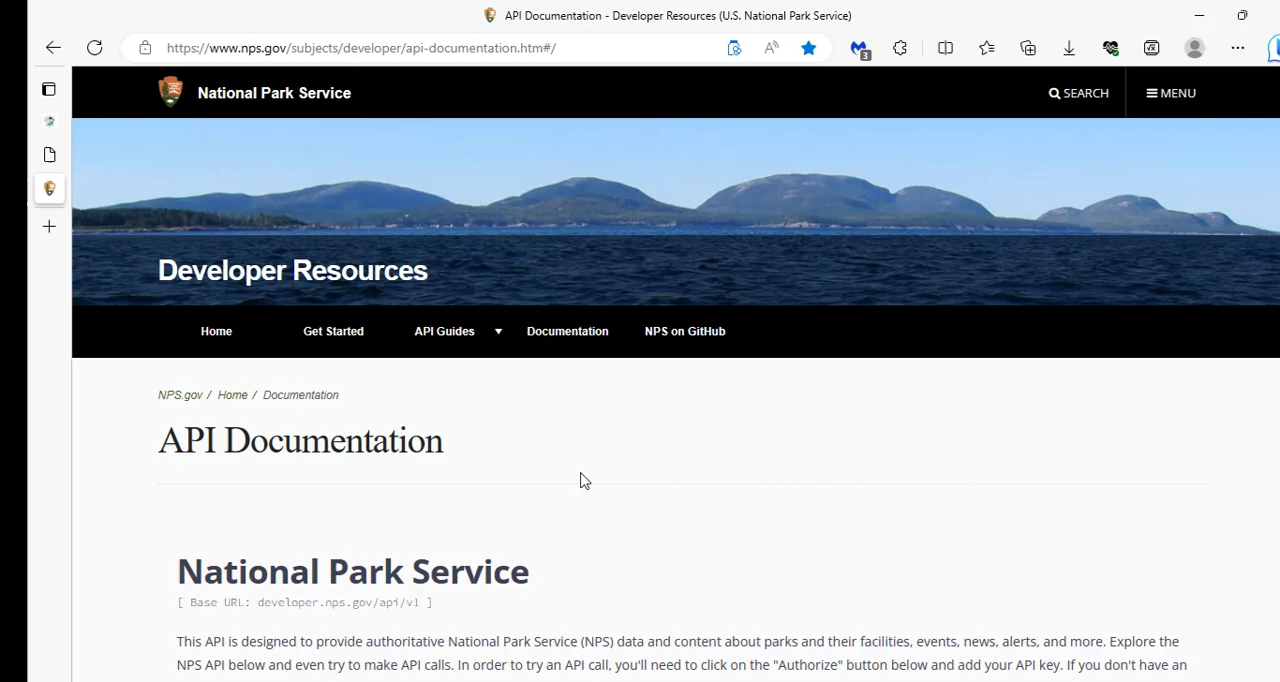 API Documentation - Developer Resources (U.S. National Park Service)
https://www.nps.gov/subjects/developer/api-documentation.htm#/
3
National Park Service
SEARCH
MENU
Developer Resources
Home Get Started API Guides Documentation NPS on GitHub
NPS.gov / Home / Documentation
API Documentation
National Park Service
[ Base URL: developer.nps.gov/api/v1 ]
This API is designed to provide authoritative National Park Service (NPS) data and content about parks and their facilities, events, news, alerts, and more. Explore the
NPS API below and even try to make API calls. In order to try an API call, you'll need to click on the "Authorize" button below and add your API key. If you don't have an